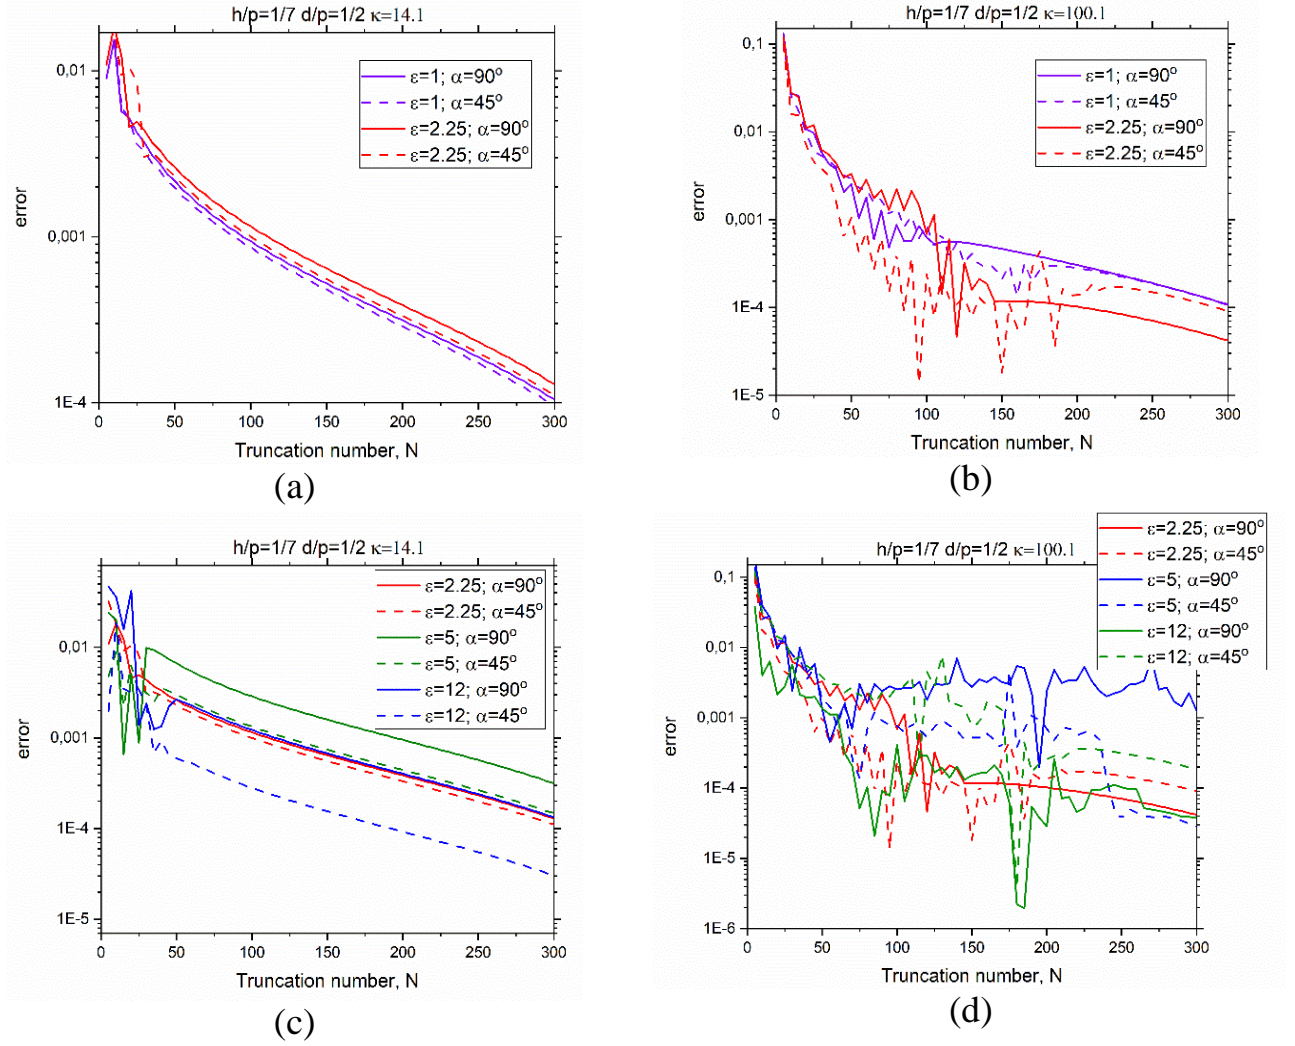 h/p=1/7 d/p=1/2 κ=14.1
ε=1; α=90°
ε=1; α=45°
ε=2.25; α=90°
ε=2.25; α=45°
0,01
0,001
1E-4
error
0 50 100 150 200 250 300
Truncation number, N
(a)
h/p=1/7 d/p=1/2 κ=100.1
ε=1; α=90°
ε=1; α=45°
ε=2.25; α=90°
ε=2.25; α=45°
0,1
0,01
0,001
1E-4
1E-5
error
0 50 100 150 200 250 300
Truncation number, N
(b)
h/p=1/7 d/p=1/2 κ=14.1
ε=2.25; α=90°
ε=2.25; α=45°
ε=5; α=90°
ε=5; α=45°
ε=12; α=90°
ε=12; α=45°
0,01
0,001
1E-4
1E-5
error
0 50 100 150 200 250 300
Truncation number, N
(c)
h/p=1/7 d/p=1/2 κ=100.1
ε=2.25; α=90°
ε=2.25; α=45°
ε=5; α=90°
ε=5; α=45°
ε=12; α=90°
ε=12; α=45°
0,1
0,01
0,001
1E-4
1E-5
1E-6
error
0 50 100 150 200 250 300
Truncation number, N
(d)